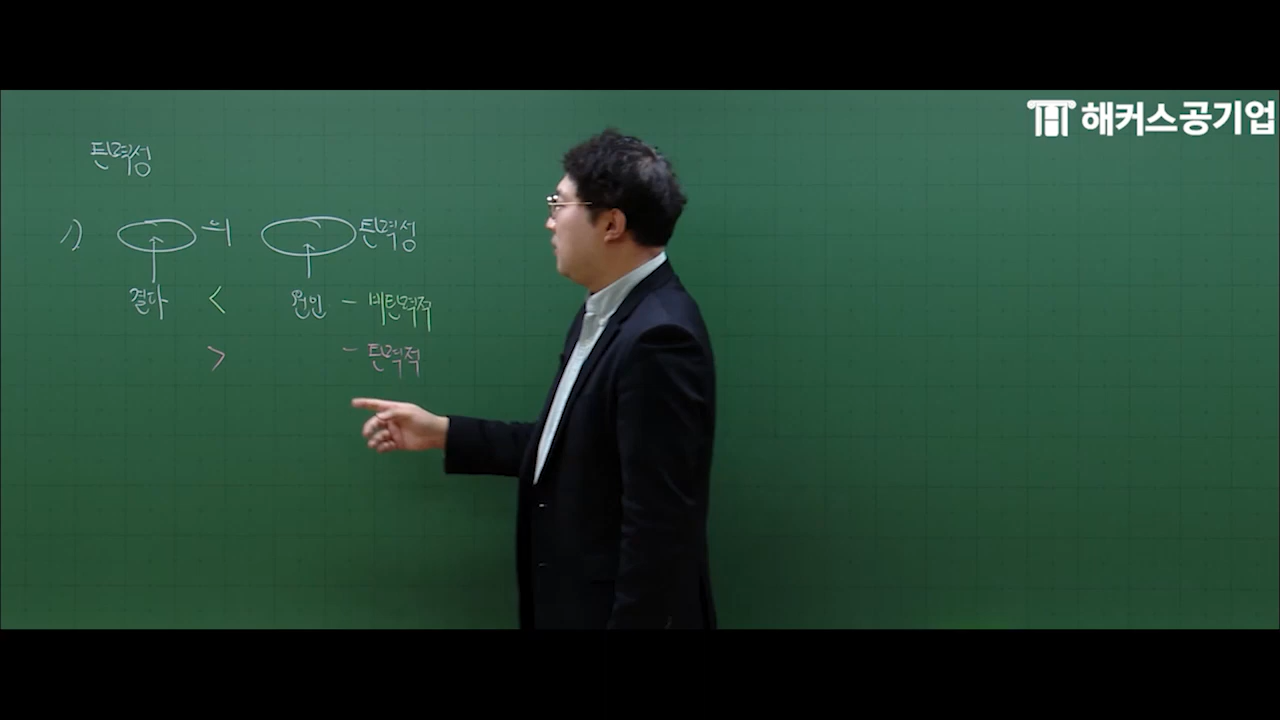 해커스공기업
탄력성
1) 의 탄력성
결과 < 원인 - 비탄력적
> - 탄력적